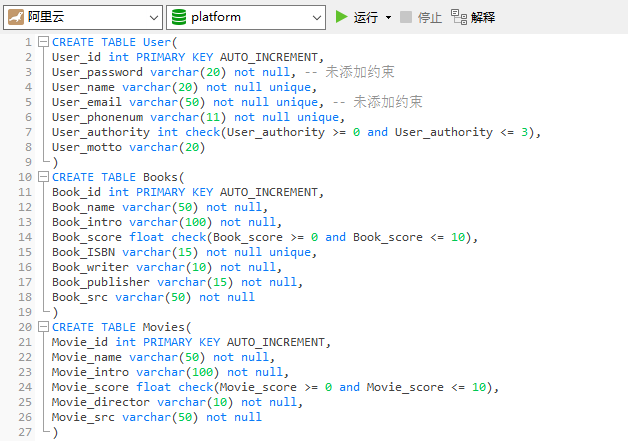 阿里云 platform 运行 停止 解释
1 CREATE TABLE User(
2 User_id int PRIMARY KEY AUTO_INCREMENT,
3 User_password varchar(20) not null, -- 未添加约束
4 User_name varchar(20) not null unique,
5 User_email varchar(50) not null unique, -- 未添加约束
6 User_phonenum varchar(11) not null unique,
7 User_authority int check(User_authority >= 0 and User_authority <= 3),
8 User_motto varchar(20)
9 )
10 CREATE TABLE Books(
11 Book_id int PRIMARY KEY AUTO_INCREMENT,
12 Book_name varchar(50) not null,
13 Book_intro varchar(100) not null,
14 Book_score float check(Book_score >= 0 and Book_score <= 10),
15 Book_ISBN varchar(15) not null unique,
16 Book_writer varchar(10) not null,
17 Book_publisher varchar(15) not null,
18 Book_src varchar(50) not null
19 )
20 CREATE TABLE Movies(
21 Movie_id int PRIMARY KEY AUTO_INCREMENT,
22 Movie_name varchar(50) not null,
23 Movie_intro varchar(100) not null,
24 Movie_score float check(Movie_score >= 0 and Movie_score <= 10),
25 Movie_director varchar(10) not null,
26 Movie_src varchar(50) not null
27 )